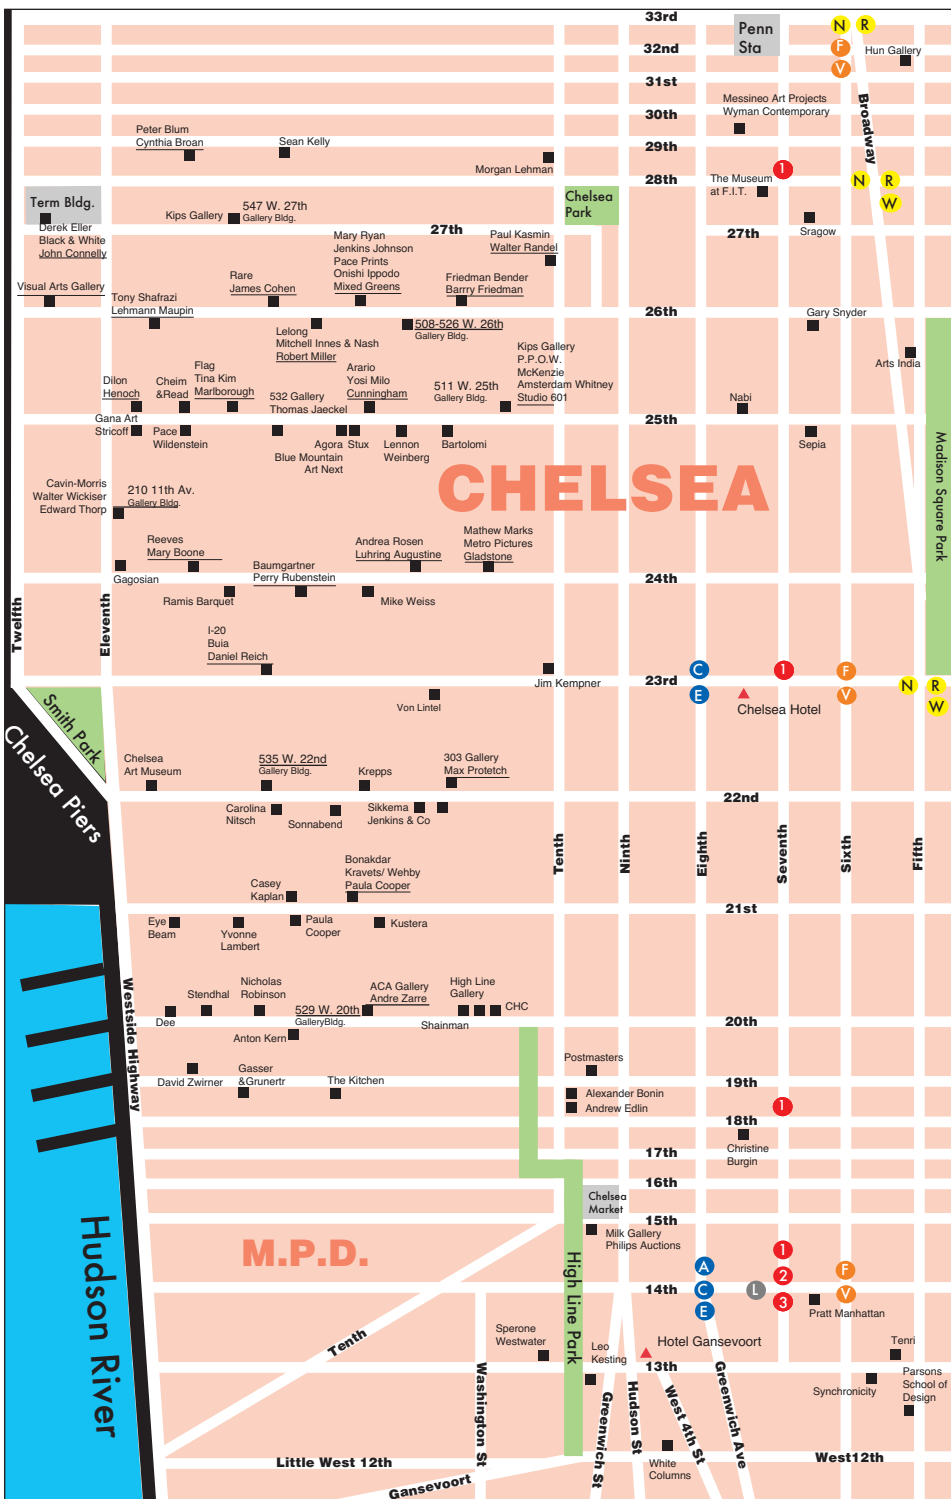 33rd
Penn
Sta
N R
32nd
F
Hun Gallery
V
31st
Messineo Art Projects
Wyman Contemporary
Broadway
30th
Peter Blum
Cynthia Broan
Sean Kelly
29th
Morgan Lehman
1
28th
The Museum
at F.I.T.
N R
W
Term Bldg.
Kips Gallery
547 W. 27th
Gallery Bldg.
Chelsea
Park
Derek Eller
Black & White
John Connelly
27th
27th
Sragow
Mary Ryan
Jenkins Johnson
Pace Prints
Onishi Ippodo
Mixed Greens
Paul Kasmin
Walter Randel
Visual Arts Gallery
Rare
James Cohen
Friedman Bender
Barrry Friedman
Tony Shafrazi
Lehmann Maupin
26th
Gary Snyder
Lelong
Mitchell Innes & Nash
Robert Miller
508-526 W. 26th
Gallery Bldg.
Kips Gallery
P.P.O.W.
McKenzie
Amsterdam Whitney
Studio 601
Arts India
Dilon
Henoch
Cheim
&Read
Flag
Tina Kim
Marlborough
532 Gallery
Thomas Jaeckel
Arario
Yosi Milo
Cunningham
511 W. 25th
Gallery Bldg.
Nabi
25th
Gana Art
Stricoff
Pace
Wildenstein
Agora
Blue Mountain
Art Next
Stux
Lennon
Weinberg
Bartolomi
Sepia
Madison Square Park
CHELSEA
Cavin-Morris
Walter Wickiser
Edward Thorp
210 11th Av.
Gallery Bldg.
Reeves
Mary Boone
Andrea Rosen
Luhring Augustine
Mathew Marks
Metro Pictures
Gladstone
Gagosian
Baumgartner
Perry Rubenstein
24th
Ramis Barquet
Mike Weiss
Twelfth
Eleventh
I-20
Buia
Daniel Reich
Jim Kempner
23rd
C
E
1
F
V
N R
W
Chelsea Hotel
Von Lintel
Smith Park
Chelsea Piers
Chelsea
Art Museum
535 W. 22nd
Gallery Bldg.
Krepps
303 Gallery
Max Protetch
22nd
Carolina
Nitsch
Sonnabend
Sikkema
Jenkins & Co
Tenth
Ninth
Eighth
Seventh
Sixth
Fifth
Bonakdar
Kravets/ Wehby
Paula Cooper
Casey
Kaplan
21st
Eye
Beam
Yvonne
Lambert
Paula
Cooper
Kustera
Westside Highway
Stendhal
Nicholas
Robinson
ACA Gallery
Andre Zarre
High Line
Gallery
Dee
529 W. 20th
GalleryBldg.
Shainman
CHC
20th
Anton Kern
David Zwirner
Gasser
&Grunertr
The Kitchen
Postmasters
19th
Alexander Bonin
Andrew Edlin
1
18th
Christine
Burgin
17th
16th
Chelsea
Market
15th
Milk Gallery
Philips Auctions
Hudson River
M.P.D.
High Line Park
A
C
E
14th
L
1
2
3
F
V
Pratt Manhattan
Tenth
Sperone
Westwater
Leo
Kesting
Hotel Gansevoort
13th
Tenri
Synchronicity
Parsons
School of
Design
Washington St
Greenwich St
Hudson St
West 4th St
Greenwich Ave
White
Columns
Little West 12th
West12th
Gansevoort